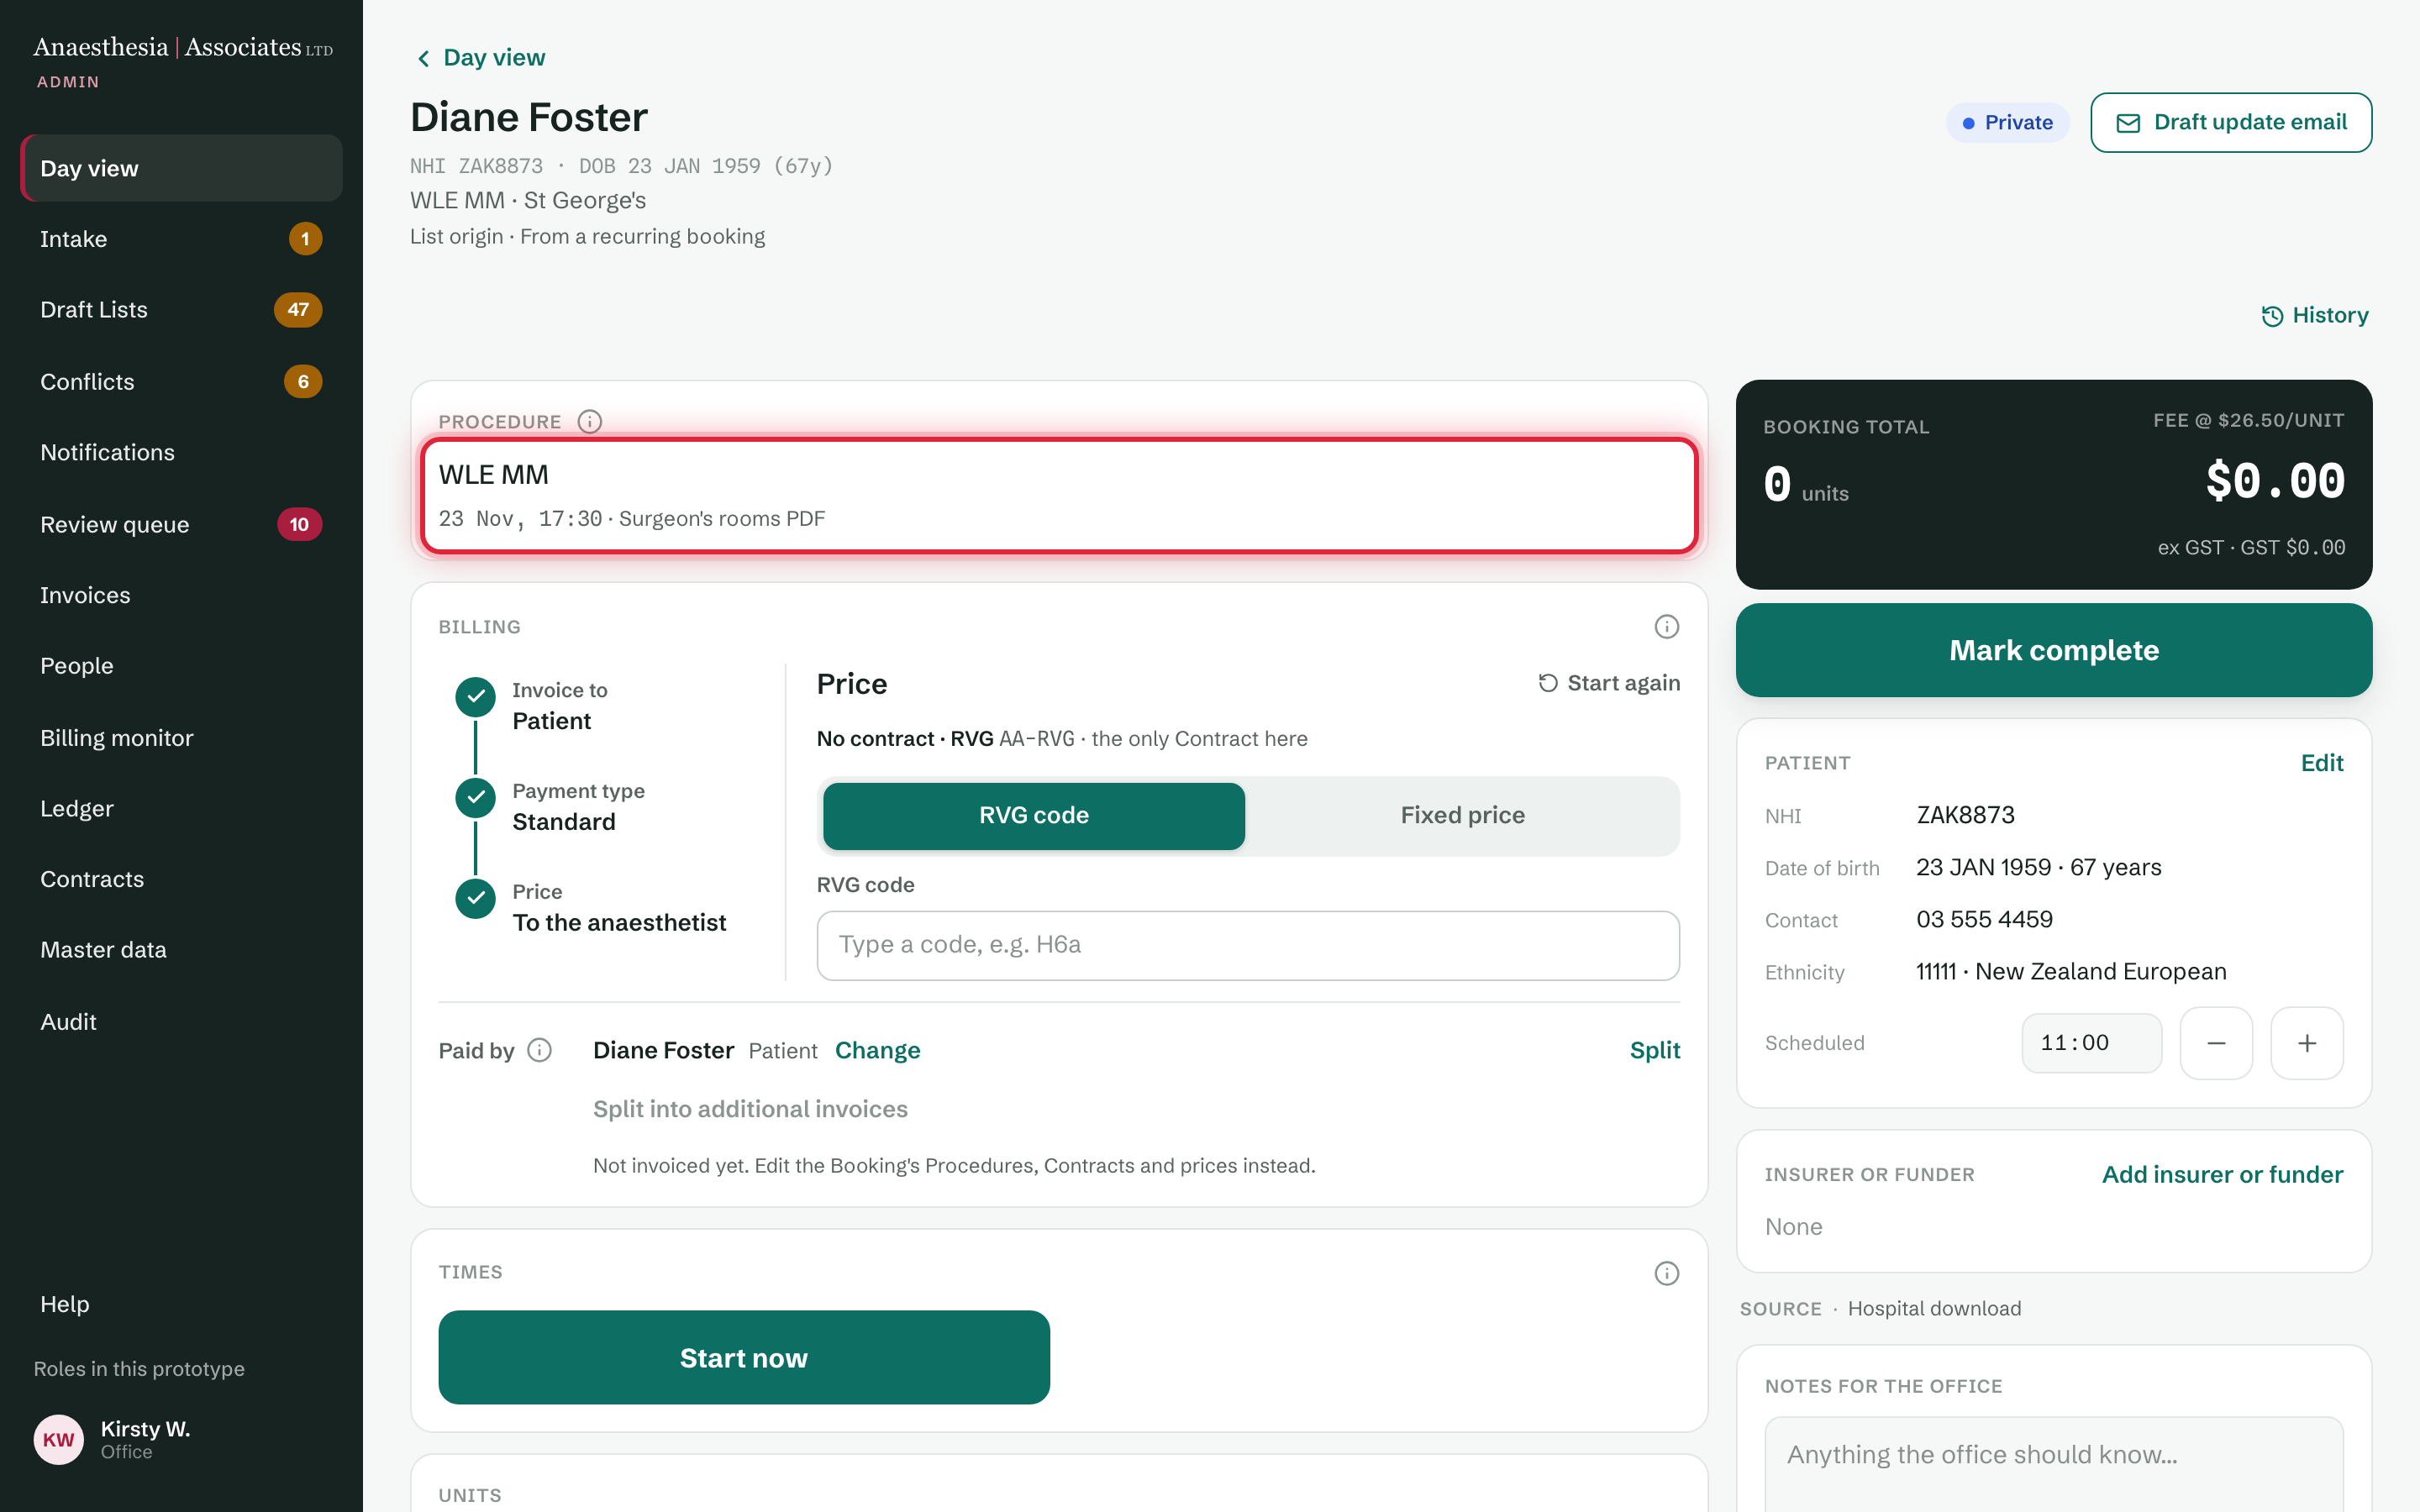 Anaesthesia | Associates LTD
ADMIN
Day view
Intake 1
Draft Lists 47
Conflicts 6
Notifications
Review queue 10
Invoices
People
Billing monitor
Ledger
Contracts
Master data
Audit
Help
Roles in this prototype
KW
Kirsty W.
Office
Day view
Diane Foster
NHI ZAK8873 · DOB 23 JAN 1959 (67y)
WLE MM · St George's
List origin · From a recurring booking
Private
Draft update email
History
PROCEDURE
WLE MM
23 Nov, 17:30 · Surgeon's rooms PDF
BILLING
Invoice to
Patient
Payment type
Standard
Price
To the anaesthetist
Price
Start again
No contract · RVG AA-RVG · the only Contract here
RVG code
Fixed price
RVG code
Type a code, e.g. H6a
Paid by
Diane Foster Patient Change
Split
Split into additional invoices
Not invoiced yet. Edit the Booking's Procedures, Contracts and prices instead.
TIMES
Start now
UNITS
BOOKING TOTAL
FEE @ $26.50/UNIT
0 units
$0.00
ex GST · GST $0.00
Mark complete
PATIENT
Edit
NHI ZAK8873
Date of birth 23 JAN 1959 · 67 years
Contact 03 555 4459
Ethnicity 11111 · New Zealand European
Scheduled 11:00 − +
INSURER OR FUNDER
Add insurer or funder
None
SOURCE · Hospital download
NOTES FOR THE OFFICE
Anything the office should know...